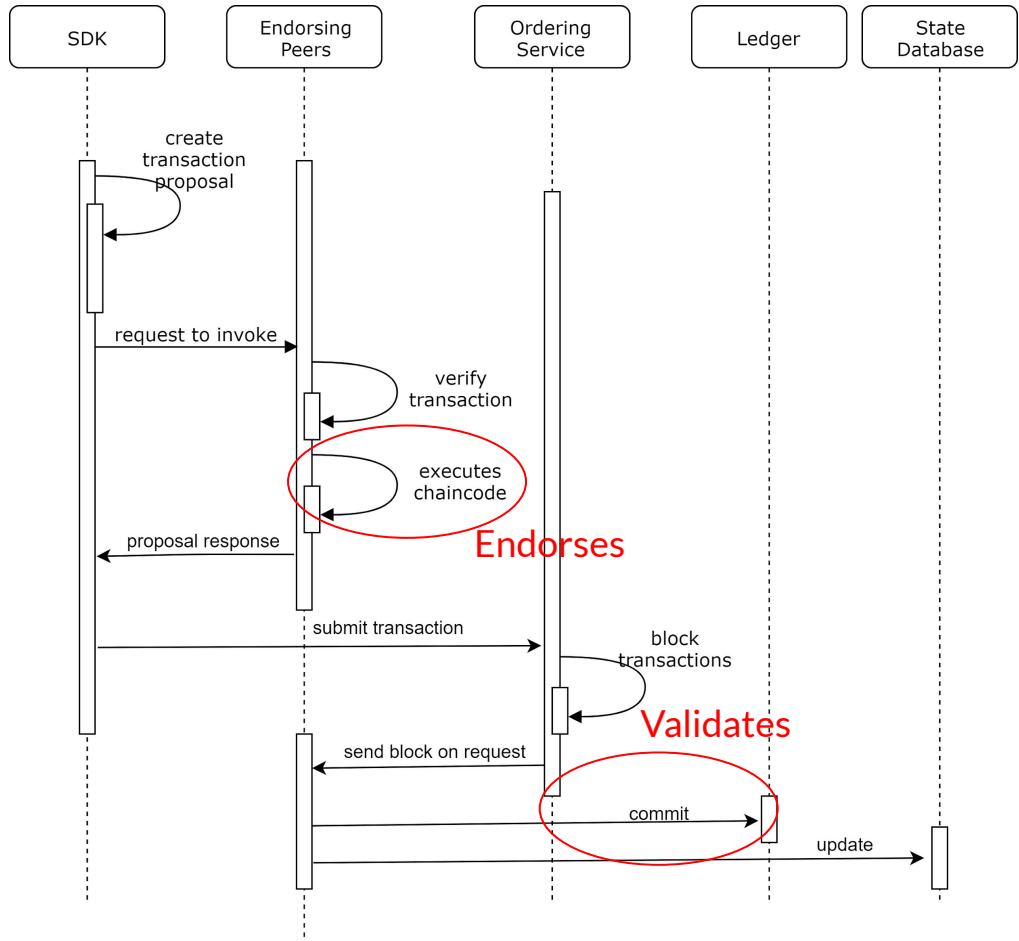 SDK
Endorsing
Peers
Ordering
Service
Ledger
State
Database
create
transaction
proposal
request to invoke
verify
transaction
executes
chaincode
Endorses
proposal response
submit transaction
block
transactions
Validates
send block on request
commit
update